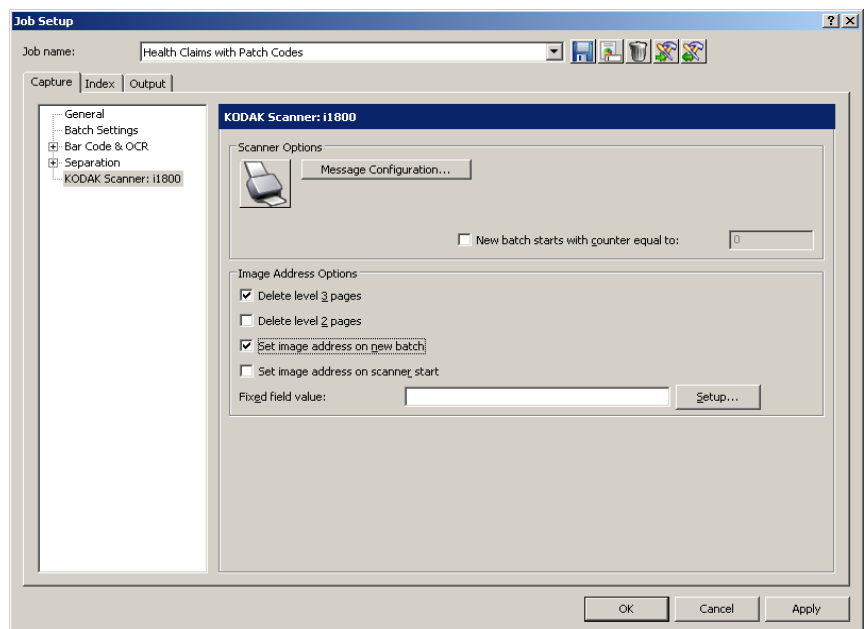 Job Setup
? X
Job name: Health Claims with Patch Codes
Capture Index Output
General
Batch Settings
Bar Code & OCR
Separation
KODAK Scanner: i1800
KODAK Scanner: i1800
Scanner Options
Message Configuration...
New batch starts with counter equal to: 0
Image Address Options
Delete level 3 pages
Delete level 2 pages
Set image address on new batch
Set image address on scanner start
Fixed field value: Setup...
OK Cancel Apply